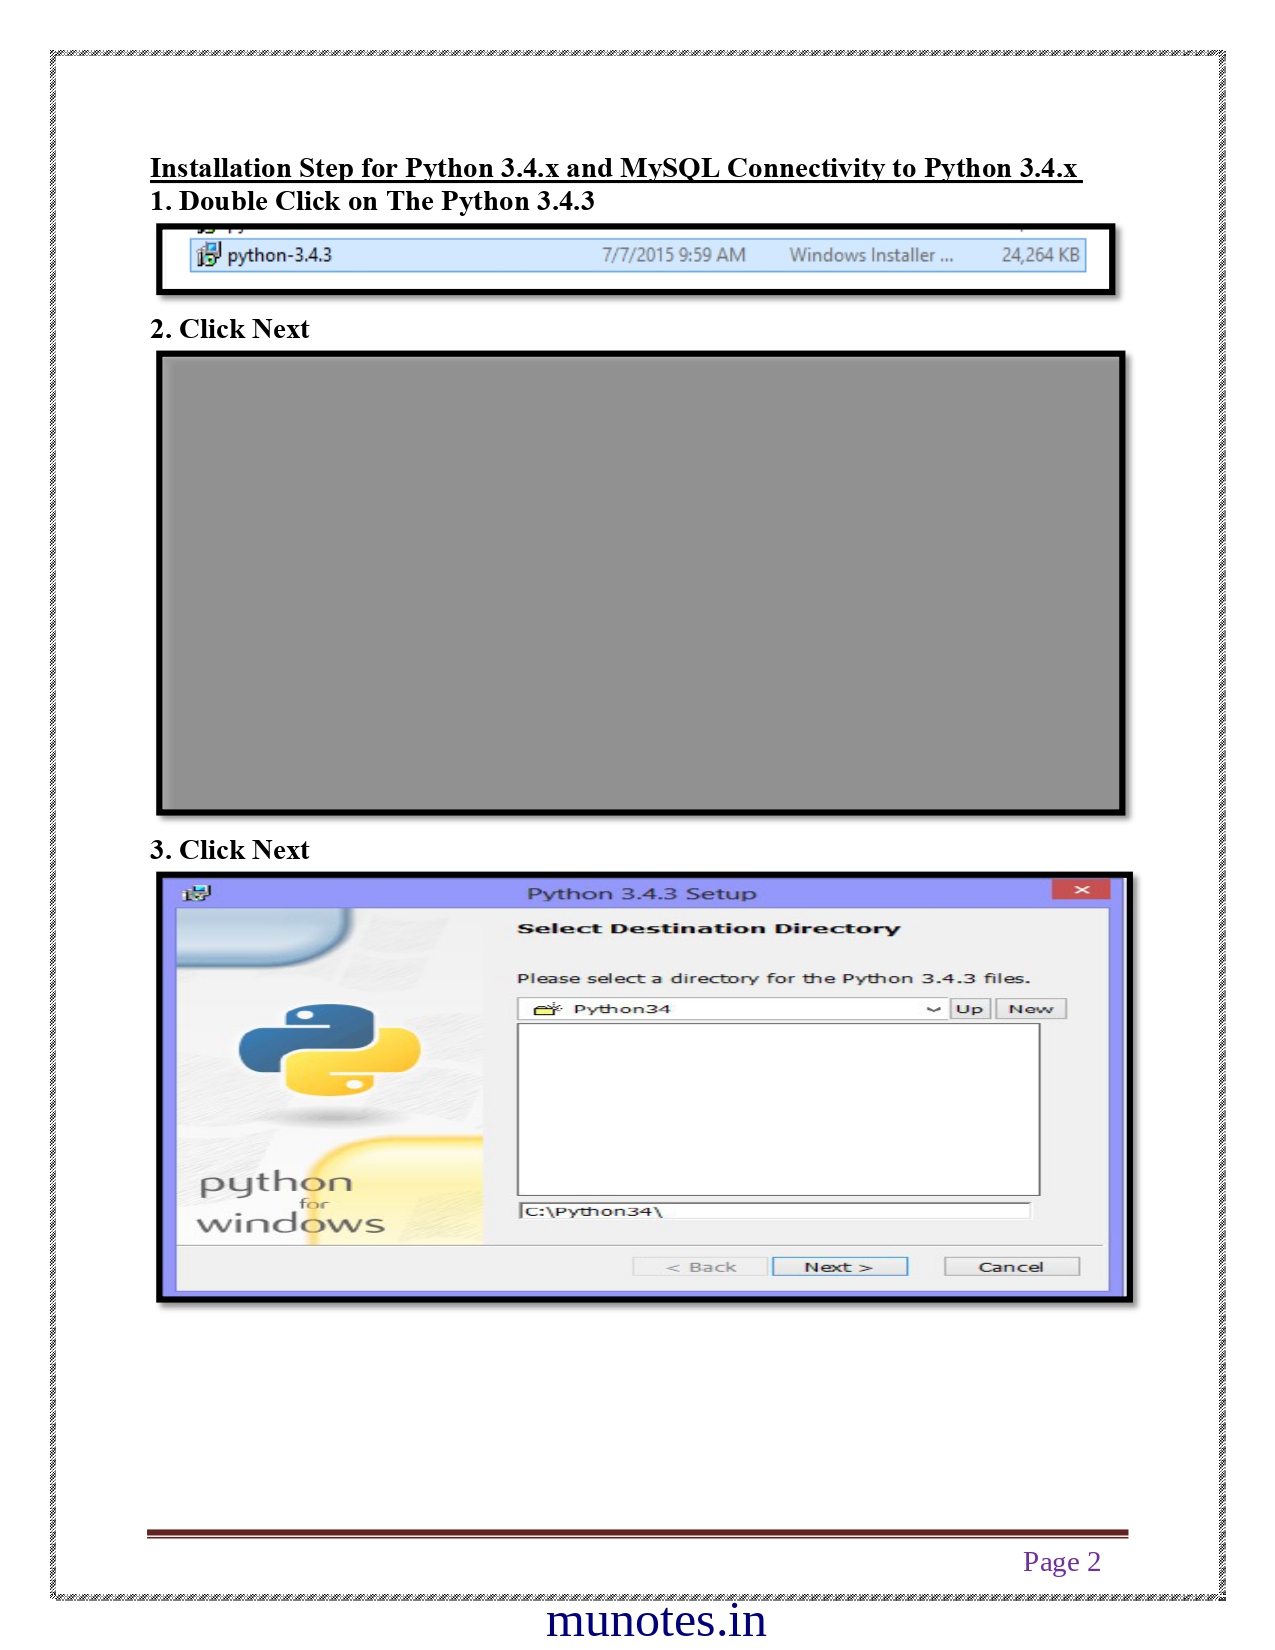 Installation Step for Python 3.4.x and MySQL Connectivity to Python 3.4.x
1. Double Click on The Python 3.4.3
python-3.4.3 7/7/2015 9:59 AM Windows Installer ... 24,264 KB
2. Click Next
3. Click Next
Python 3.4.3 Setup
Select Destination Directory
Please select a directory for the Python 3.4.3 files.
Python34 Up New
python
for
windows
C:\Python34\
< Back Next > Cancel
Page 2
munotes.in